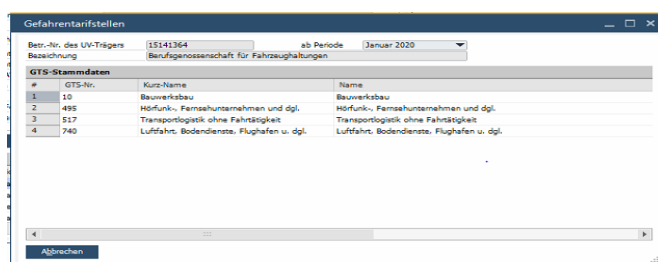 Gefahrentarifstellen
Betr.-Nr. des UV-Trägers 15141364 ab Periode Januar 2020
Bezeichnung Berufsgenossenschaft für Fahrzeughaltungen
GTS-Stammdaten
# GTS-Nr. Kurz-Name Name
1 10 Bauwerksbau Bauwerksbau
2 495 Hörfunk-, Fernsehunternehmen und dgl. Hörfunk-, Fernsehunternehmen und dgl.
3 517 Transportlogistik ohne Fahrtätigkeit Transportlogistik ohne Fahrtätigkeit
4 740 Luftfahrt, Bodendienste, Flughafen u. dgl. Luftfahrt, Bodendienste, Flughafen u. dgl.
Abbrechen